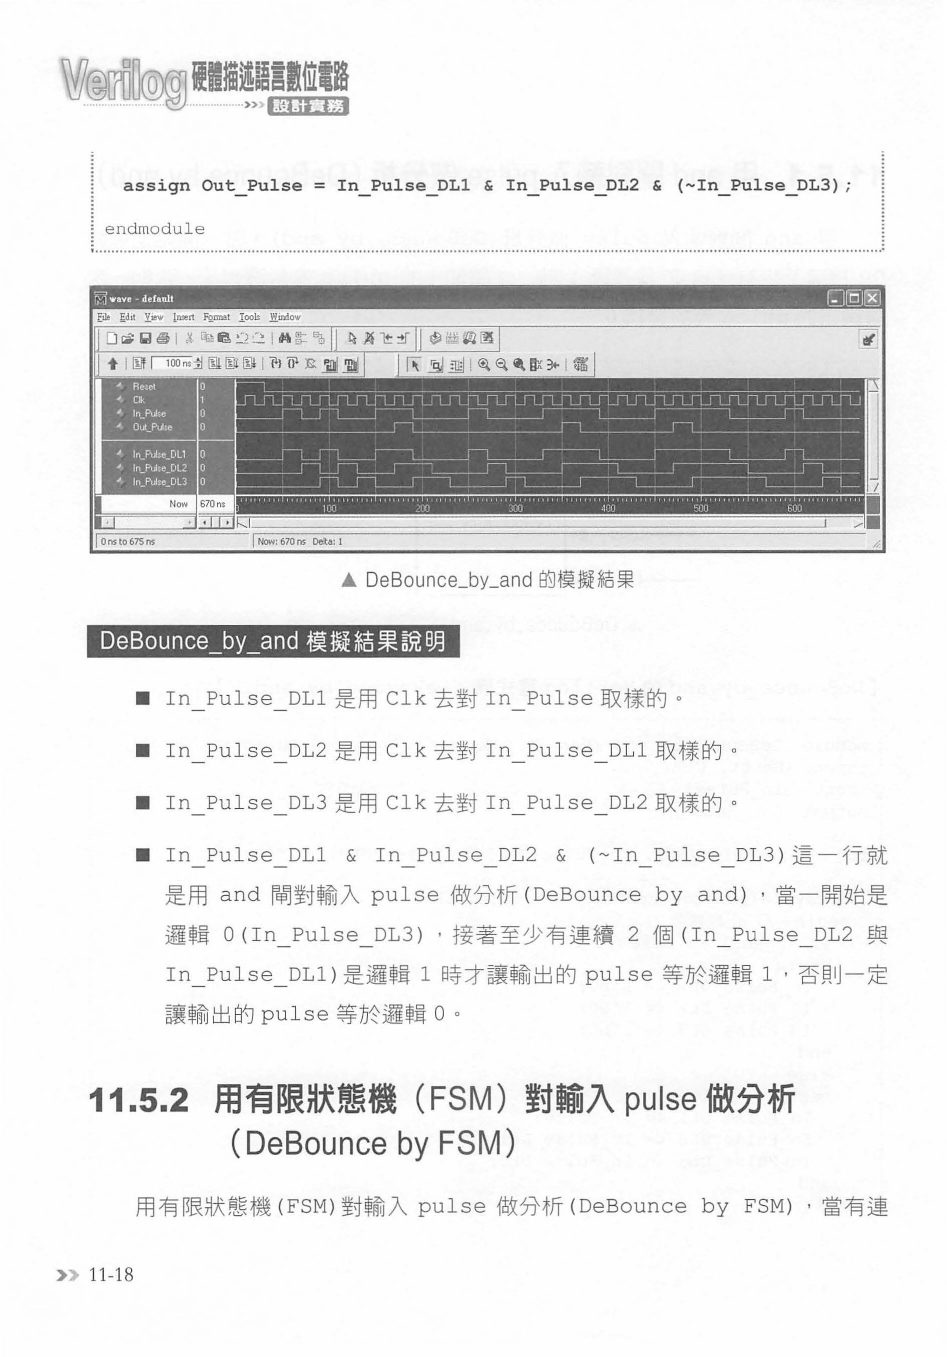 Verilog 硬體描述語言數位電路
>>> 設計實務
assign Out_Pulse = In_Pulse_DL1 & In_Pulse_DL2 & (~In_Pulse_DL3);
endmodule
wave - default
File Edit View Insert Format Tools Window
100 ns
Reset 0
Clk 1
In_Pulse 0
Out_Pulse 0
In_Pulse_DL1 0
In_Pulse_DL2 0
In_Pulse_DL3 0
Now 670 ns
100 200 300 400 500 600
0 ns to 675 ns Now: 670 ns Delta: 1
▲ DeBounce_by_and 的模擬結果
DeBounce_by_and 模擬結果說明
■ In_Pulse_DL1 是用 Clk 去對 In_Pulse 取樣的。
■ In_Pulse_DL2 是用 Clk 去對 In_Pulse_DL1 取樣的。
■ In_Pulse_DL3 是用 Clk 去對 In_Pulse_DL2 取樣的。
■ In_Pulse_DL1 & In_Pulse_DL2 & (~In_Pulse_DL3)這一行就
是用 and 閘對輸入 pulse 做分析(DeBounce by and)，當一開始是
邏輯 0(In_Pulse_DL3)，接著至少有連續 2 個(In_Pulse_DL2 與
In_Pulse_DL1)是邏輯 1 時才讓輸出的 pulse 等於邏輯 1，否則一定
讓輸出的 pulse 等於邏輯 0。
11.5.2 用有限狀態機（FSM）對輸入 pulse 做分析
（DeBounce by FSM）
用有限狀態機(FSM)對輸入 pulse 做分析(DeBounce by FSM)，當有連
>> 11-18